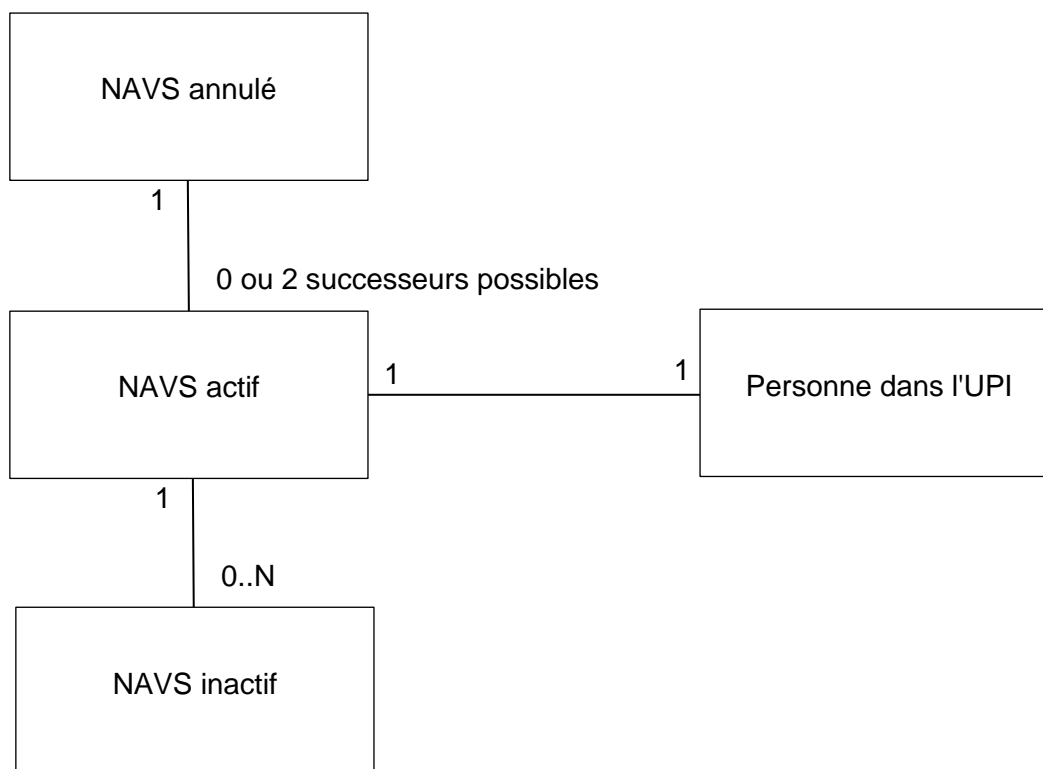 NAVS annulé
1
0 ou 2 successeurs possibles
NAVS actif
1
1
Personne dans l'UPI
1
0..N
NAVS inactif